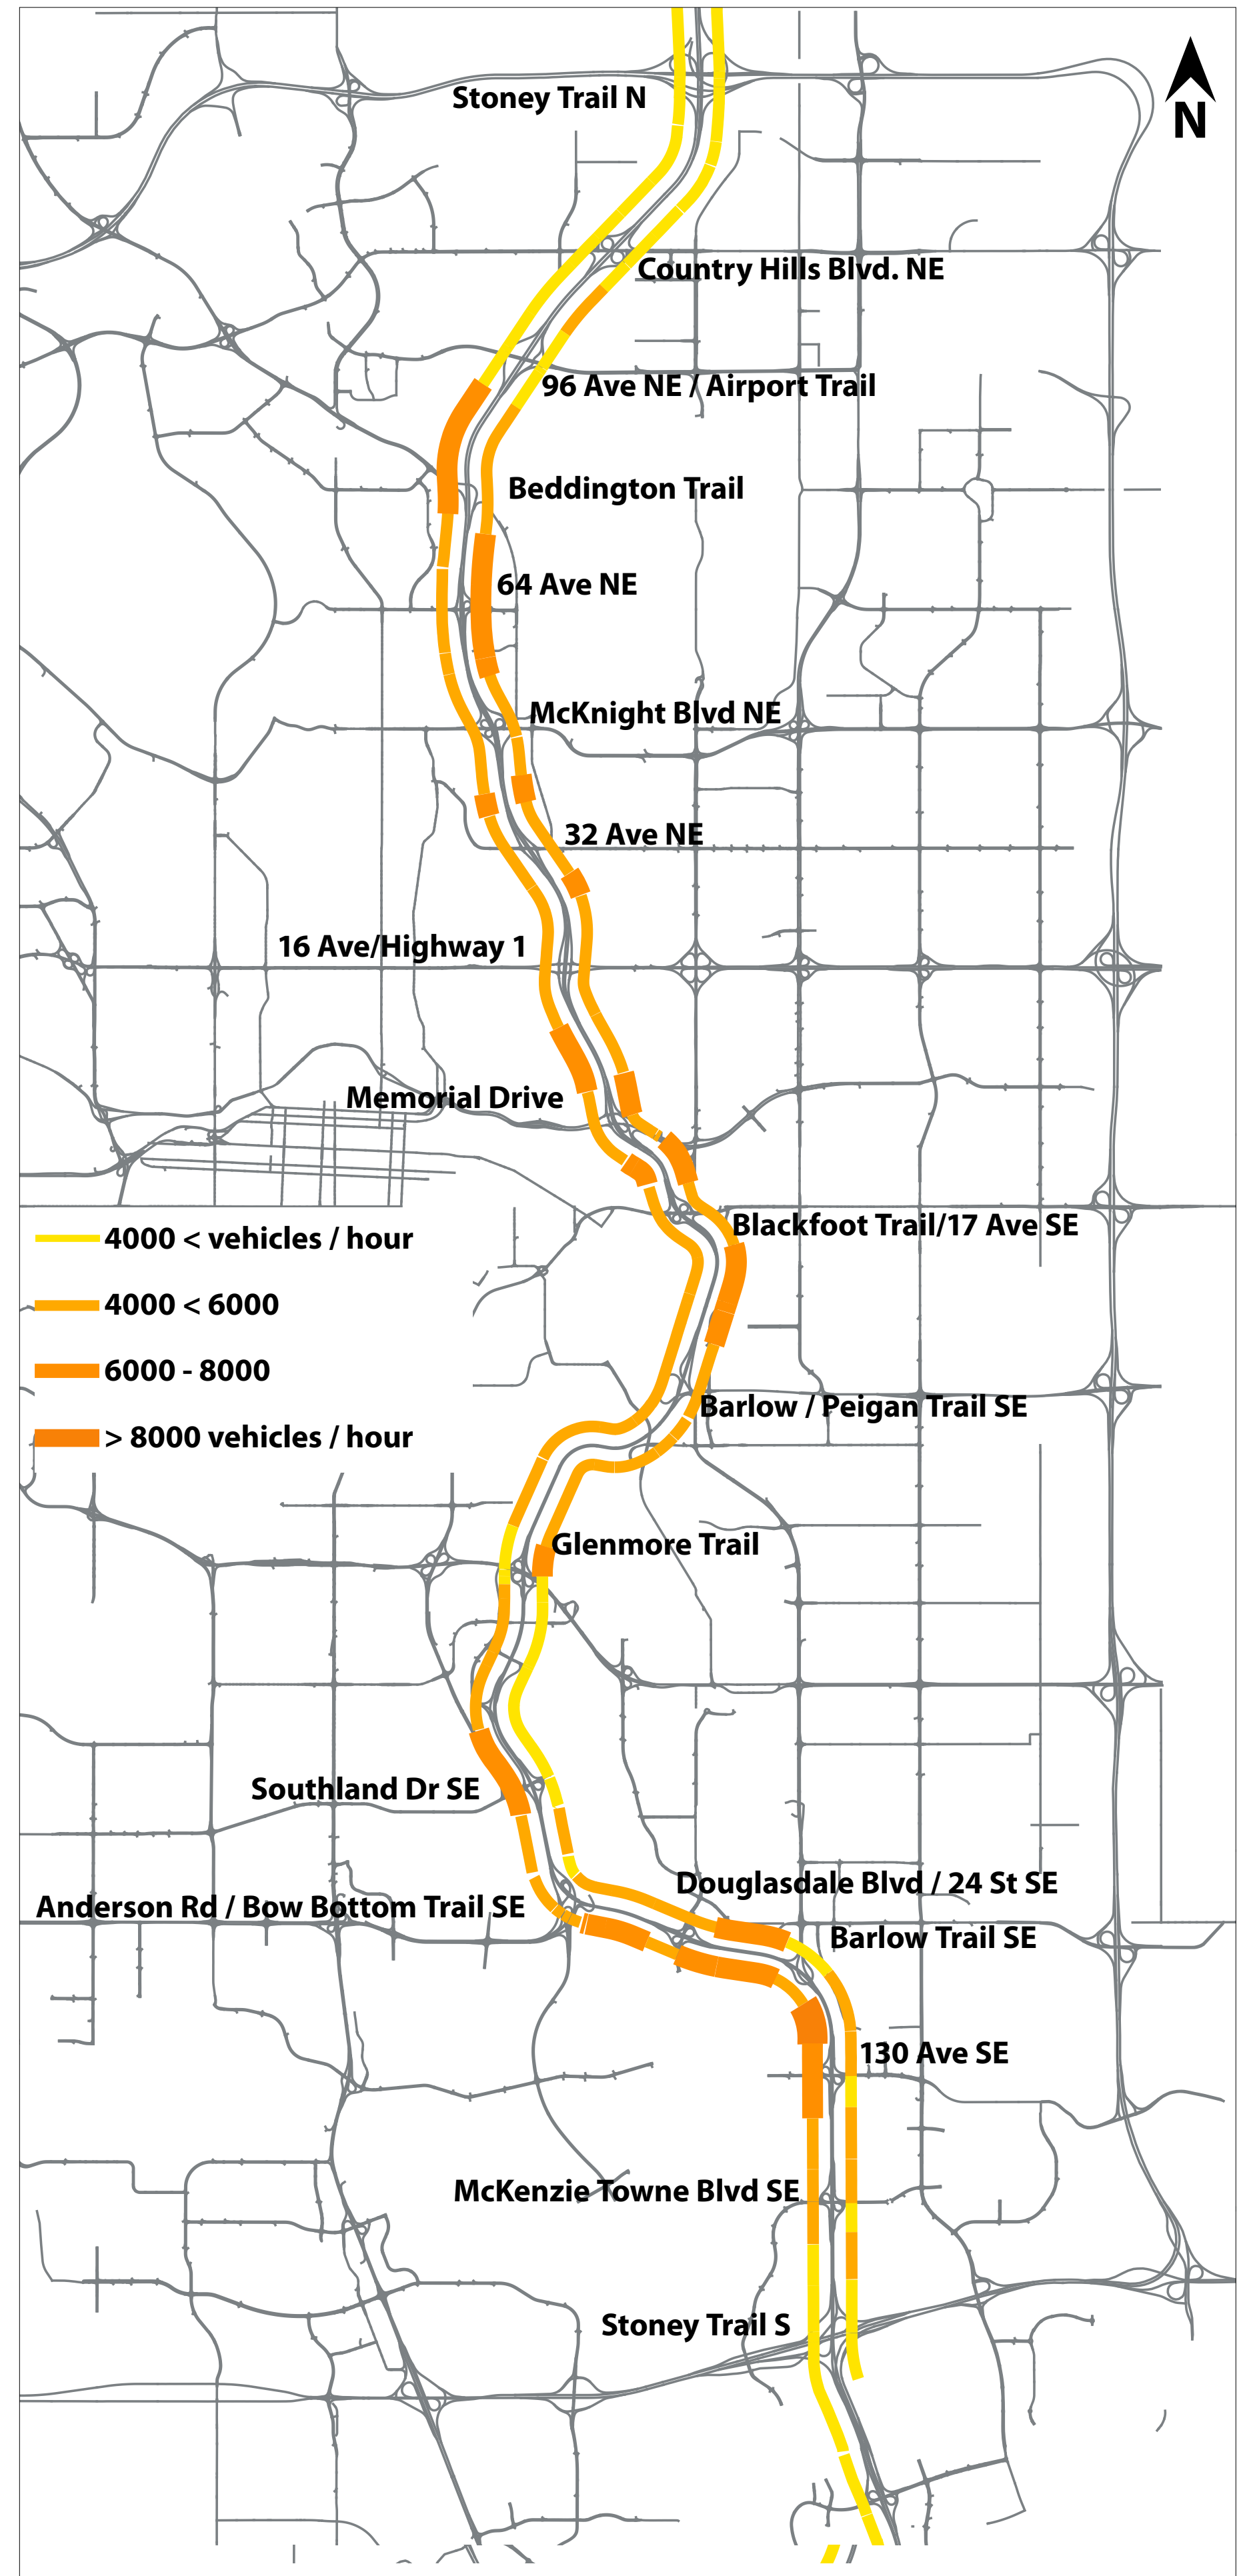 Stoney Trail N
N
Country Hills Blvd. NE
96 Ave NE / Airport Trail
Beddington Trail
64 Ave NE
McKnight Blvd NE
32 Ave NE
16 Ave/Highway 1
Memorial Drive
Blackfoot Trail/17 Ave SE
4000 < vehicles / hour
4000 < 6000
6000 - 8000
> 8000 vehicles / hour
Barlow / Peigan Trail SE
Glenmore Trail
Southland Dr SE
Douglasdale Blvd / 24 St SE
Anderson Rd / Bow Bottom Trail SE
Barlow Trail SE
130 Ave SE
McKenzie Towne Blvd SE
Stoney Trail S